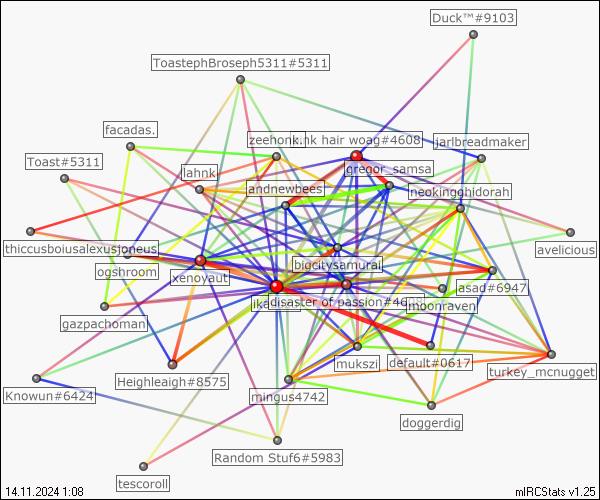 Duck™#9103
ToastephBroseph5311#5311
facadas.
zeehonk.
.nk hair woag#4608
jarlbreadmaker
Toast#5311
lahnk
gregor_samsa
andnewbees
neokingghidorah
thiccusboiusalexusjoneus
avelicious
ogshroom
xenoyaut
bigcitysamurai
asad#6947
disaster of passion#4
moonraven
gazpachoman
mukszi
default#0617
turkey_mcnugget
Heighleaigh#8575
Knowun#6424
mingus4742
doggerdig
Random Stuf6#5983
tescoroll
14.11.2024 1:08
mIRCStats v1.25